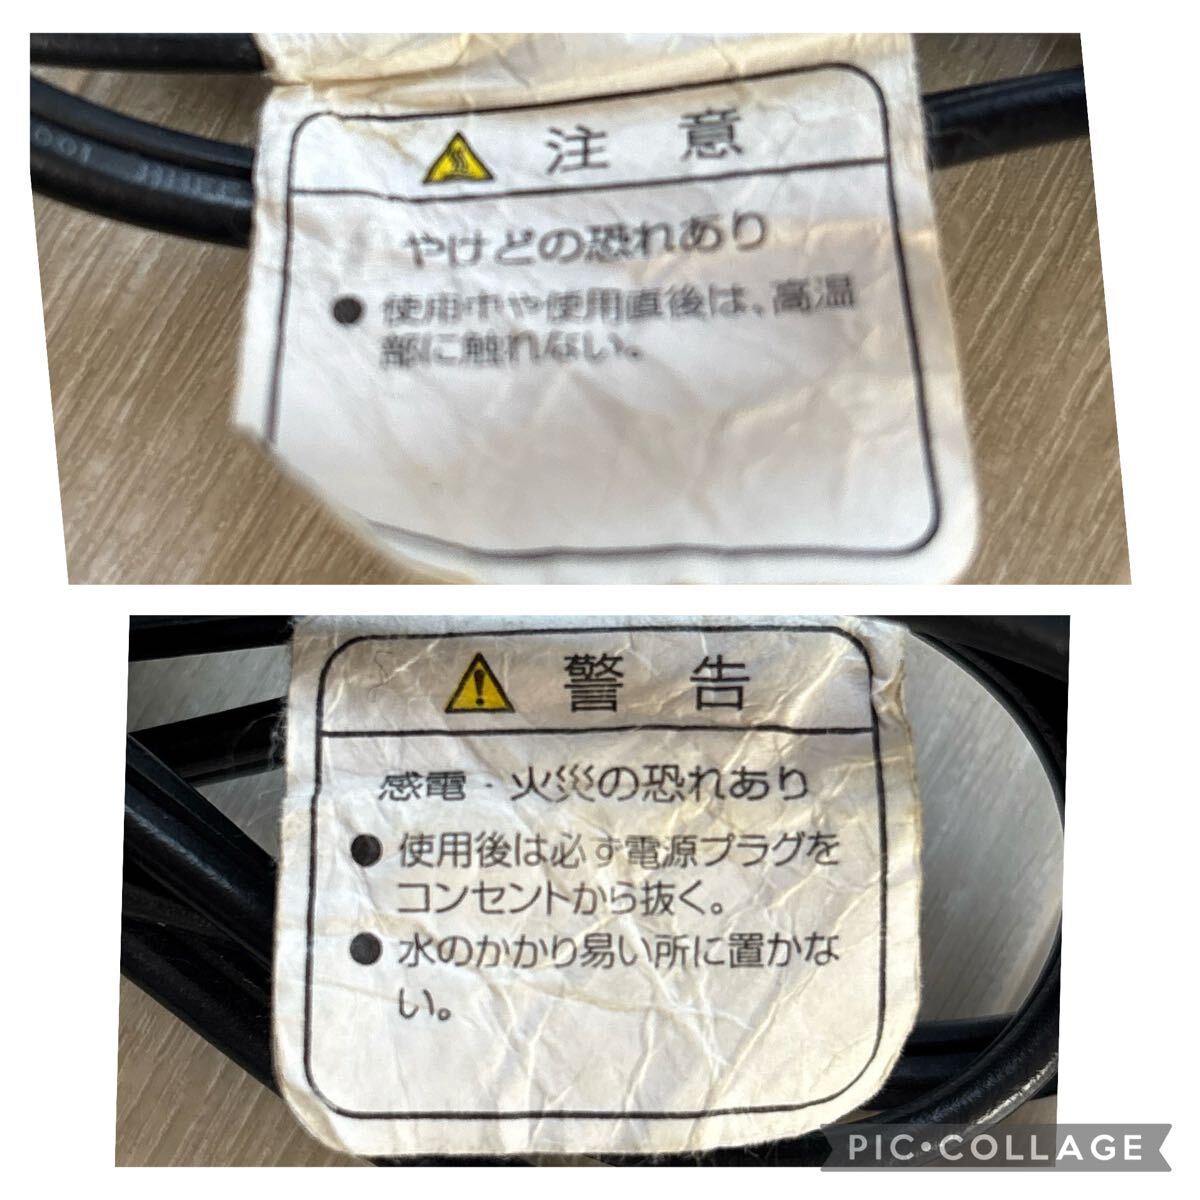 注意
やけどの恐れあり
● 使用中や使用直後は、高温
部に触れない。
警告
感電・火災の恐れあり
● 使用後は必ず電源プラグを
コンセントから抜く。
● 水のかかり易い所に置かな
い。
PIC•COLLAGE